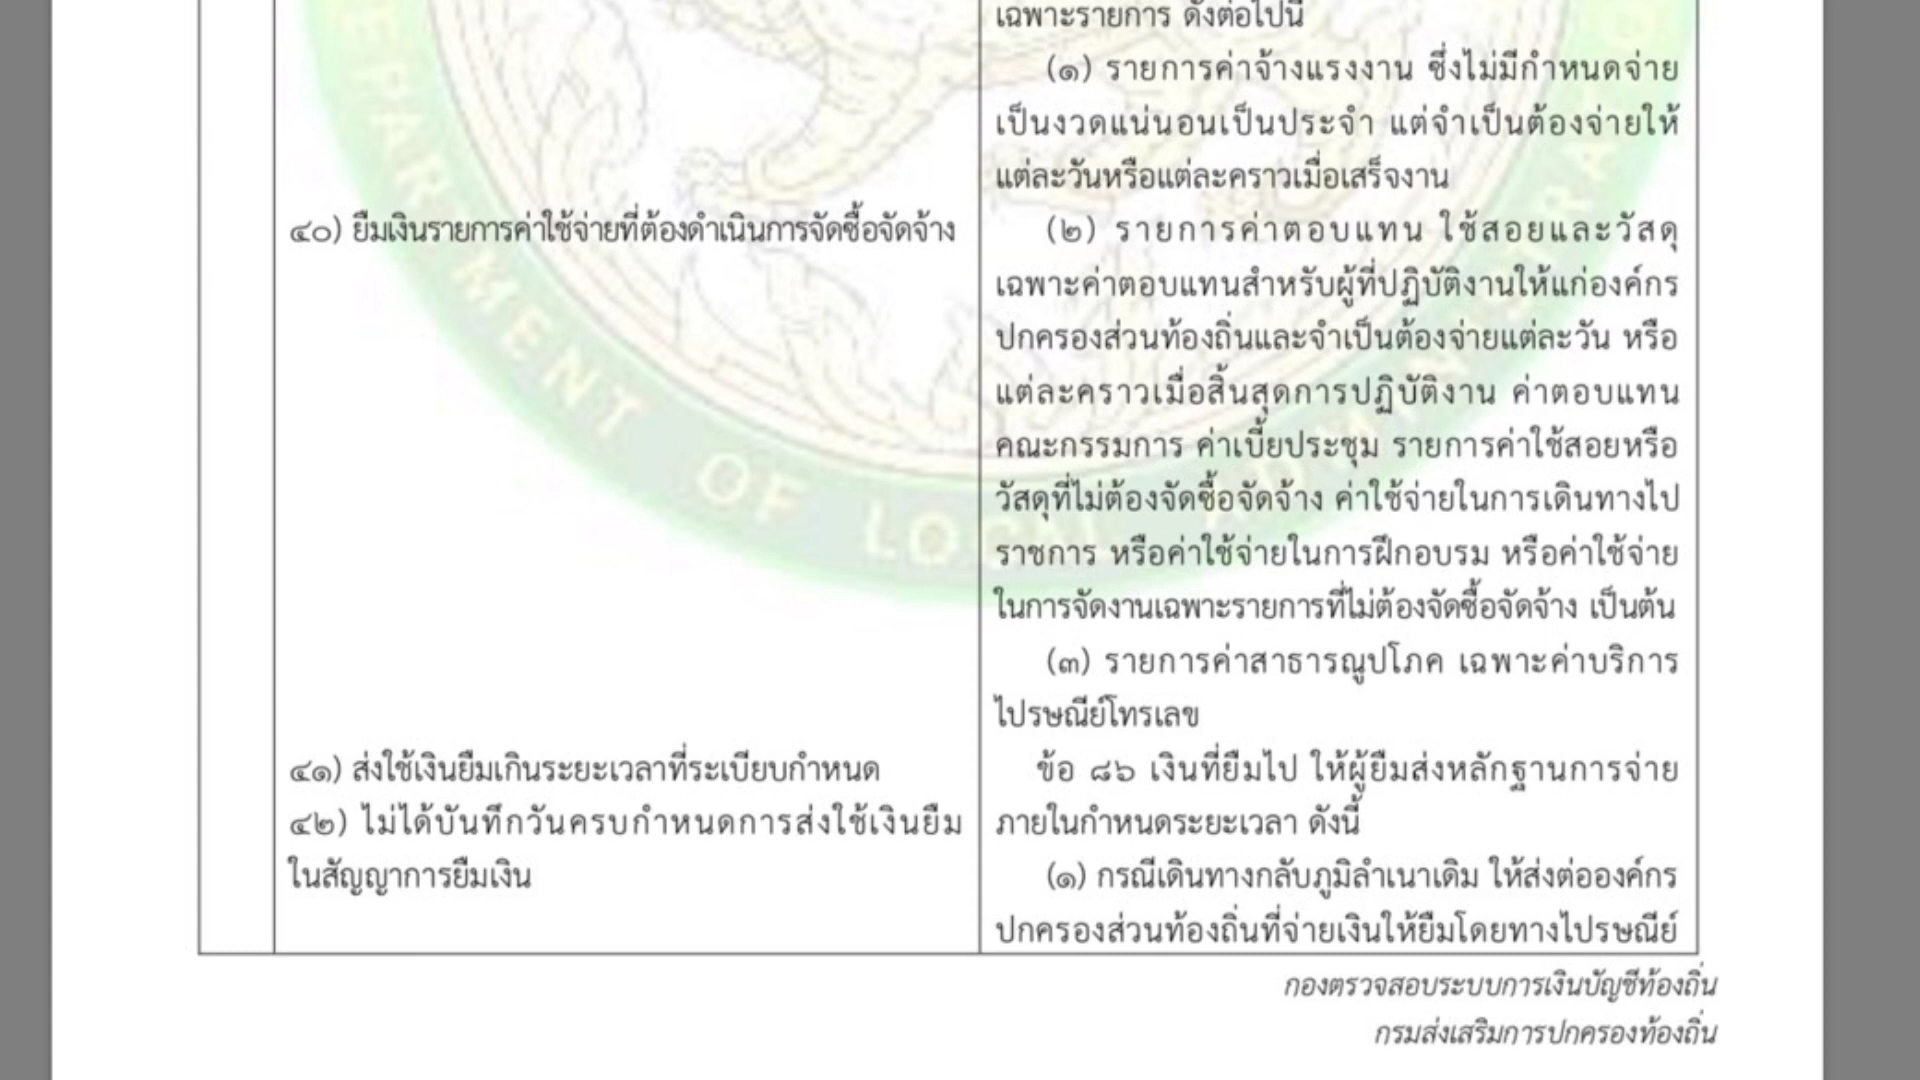 เฉพาะรายการ ดังต่อไปนี้
(๑) รายการค่าจ้างแรงงาน ซึ่งไม่มีกำหนดจ่าย
เป็นงวดแน่นอนเป็นประจำ แต่จำเป็นต้องจ่ายให้
แต่ละวันหรือแต่ละคราวเมื่อเสร็จงาน
๔๐) ยืมเงินรายการค่าใช้จ่ายที่ต้องดำเนินการจัดซื้อจัดจ้าง
(๒) รายการค่าตอบแทน ใช้สอยและวัสดุ
เฉพาะค่าตอบแทนสำหรับผู้ที่ปฏิบัติงานให้แก่องค์กร
ปกครองส่วนท้องถิ่นและจำเป็นต้องจ่ายแต่ละวัน หรือ
แต่ละคราวเมื่อสิ้นสุดการปฏิบัติงาน ค่าตอบแทน
คณะกรรมการ ค่าเบี้ยประชุม รายการค่าใช้สอยหรือ
วัสดุที่ไม่ต้องจัดซื้อจัดจ้าง ค่าใช้จ่ายในการเดินทางไป
ราชการ หรือค่าใช้จ่ายในการฝึกอบรม หรือค่าใช้จ่าย
ในการจัดงานเฉพาะรายการที่ไม่ต้องจัดซื้อจัดจ้าง เป็นต้น
(๓) รายการค่าสาธารณูปโภค เฉพาะค่าบริการ
ไปรษณีย์โทรเลข
๔๑) ส่งใช้เงินยืมเกินระยะเวลาที่ระเบียบกำหนด
๔๒) ไม่ได้บันทึกวันครบกำหนดการส่งใช้เงินยืม
ในสัญญาการยืมเงิน
ข้อ ๘๖ เงินที่ยืมไป ให้ผู้ยืมส่งหลักฐานการจ่าย
ภายในกำหนดระยะเวลา ดังนี้
(๑) กรณีเดินทางกลับภูมิลำเนาเดิม ให้ส่งต่อองค์กร
ปกครองส่วนท้องถิ่นที่จ่ายเงินให้ยืมโดยทางไปรษณีย์
กองตรวจสอบระบบการเงินบัญชีท้องถิ่น
กรมส่งเสริมการปกครองท้องถิ่น
EPARTMENT OF LOCAL